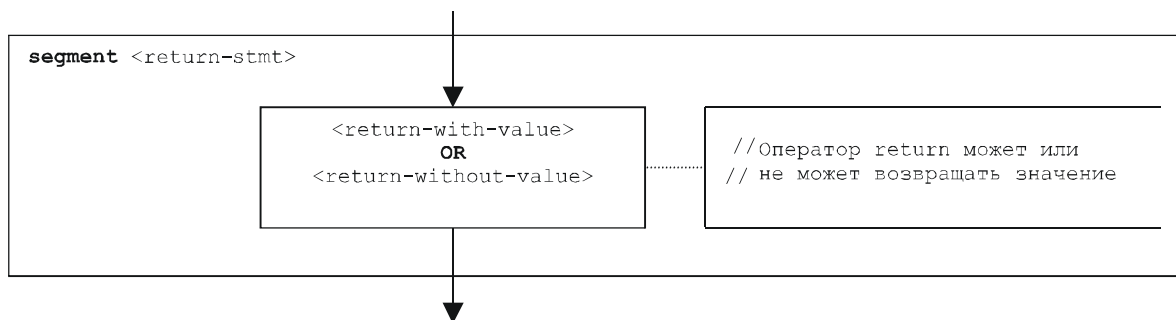 segment <return-stmt>
<return-with-value>
OR
<return-without-value>
//Оператор return может или
// не может возвращать значение